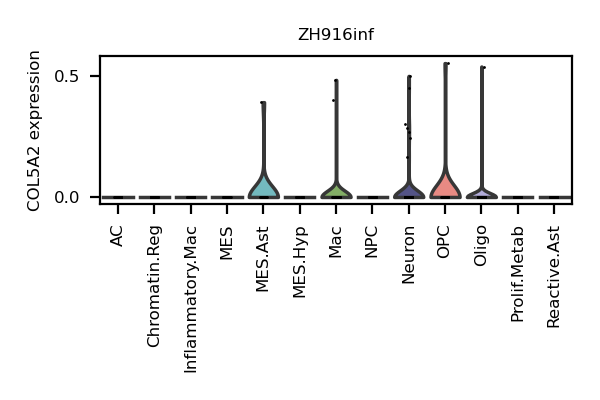 ZH916inf
COL5A2 expression
0.5
0.0
AC
Chromatin.Reg
Inflammatory.Mac
MES
MES.Ast
MES.Hyp
Mac
NPC
Neuron
OPC
Oligo
Prolif.Metab
Reactive.Ast